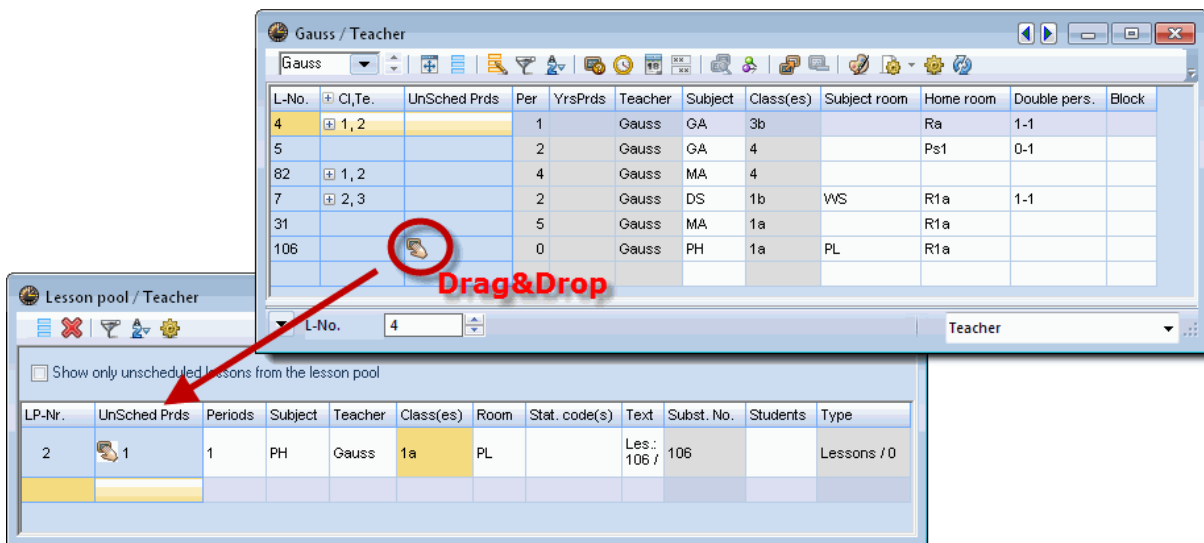 Gauss / Teacher
Gauss
L-No. Cl,Te. UnSched Prds Per YrsPrds Teacher Subject Class(es) Subject room Home room Double pers. Block
4 1, 2 1 Gauss GA 3b Ra 1-1
5 2 Gauss GA 4 Ps1 0-1
82 1, 2 4 Gauss MA 4
7 2, 3 2 Gauss DS 1b WS R1a 1-1
31 5 Gauss MA 1a R1a
106 0 Gauss PH 1a PL R1a
Drag&Drop
L-No. 4 Teacher
Lesson pool / Teacher
Show only unscheduled lessons from the lesson pool
LP-Nr. UnSched Prds Periods Subject Teacher Class(es) Room Stat. code(s) Text Subst. No. Students Type
2 1 1 PH Gauss 1a PL Les.: 106 / 106 Lessons / 0